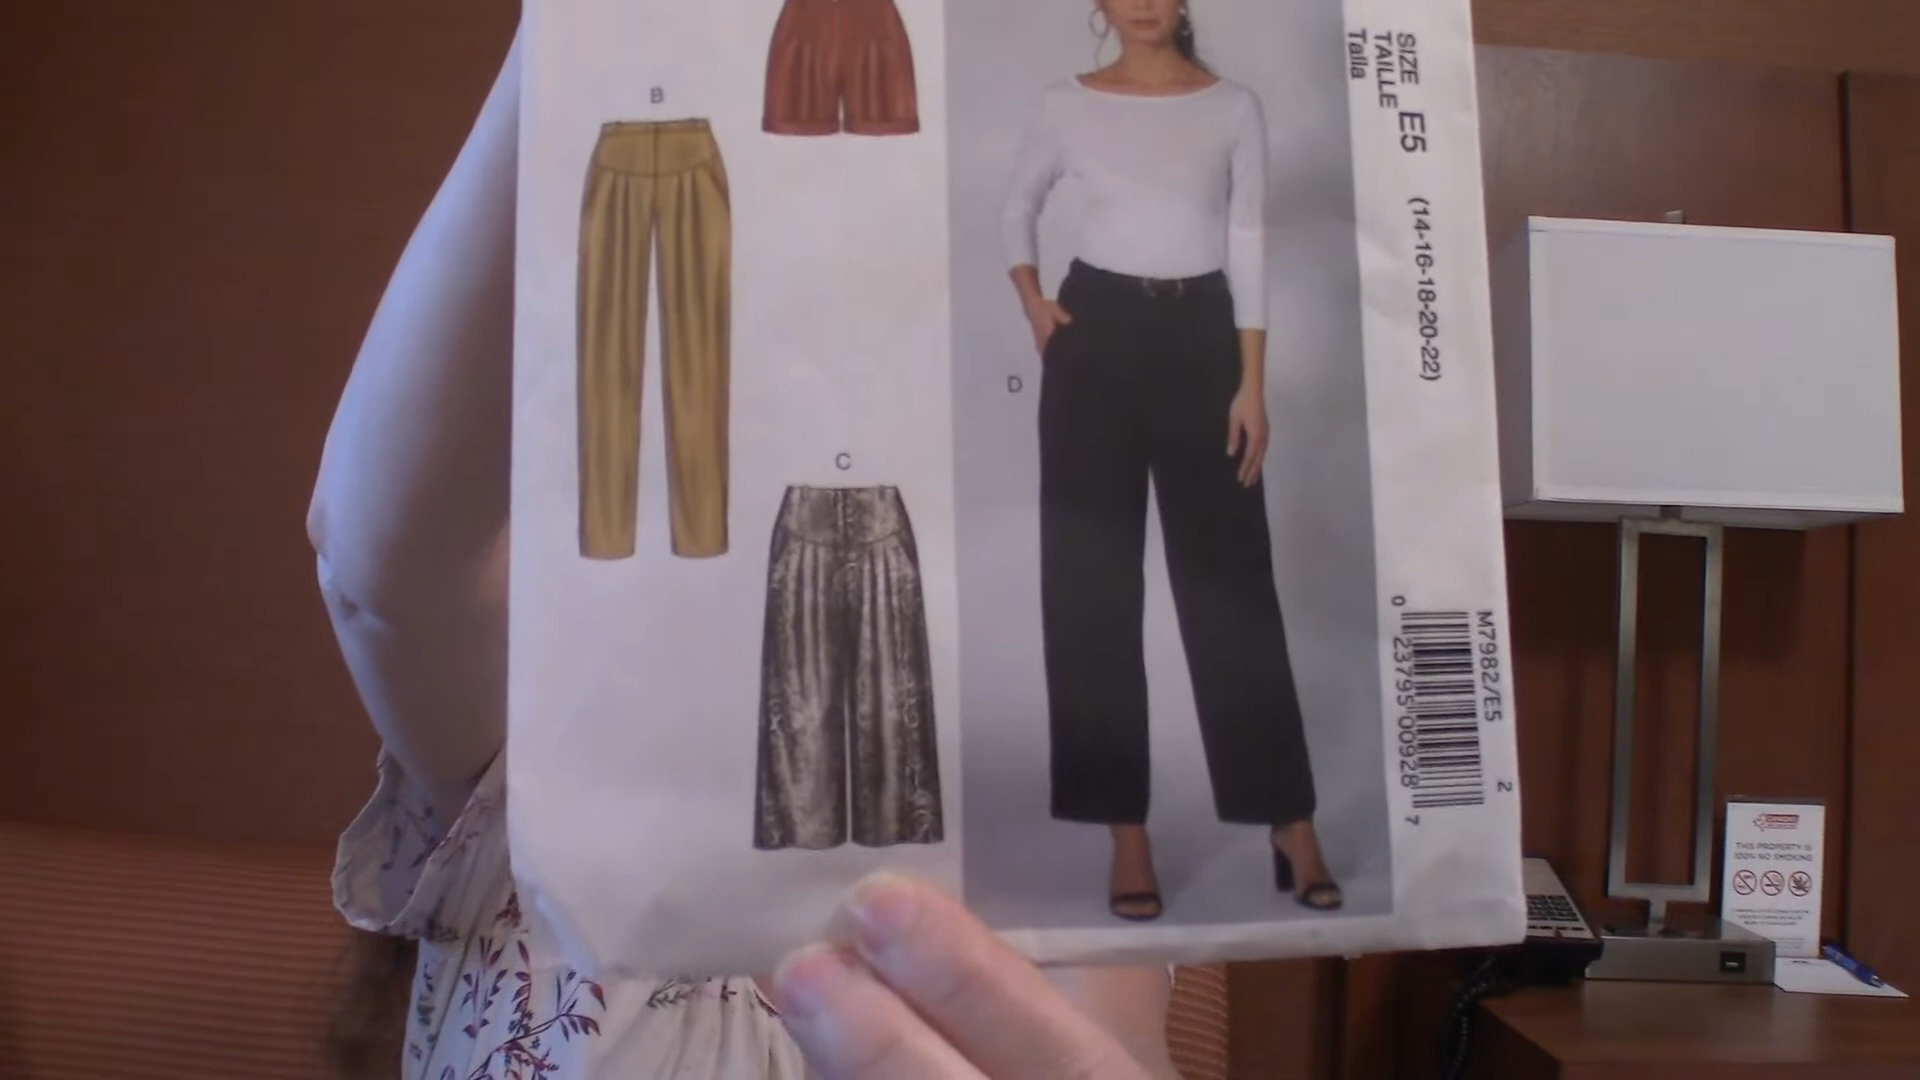 B
C
D
SIZE
TAILLE
Talla
E5
(14-16-18-20-22)
M7982/E5
0 23795 00928 7
2
THIS PROPERTY IS
100% NO SMOKING